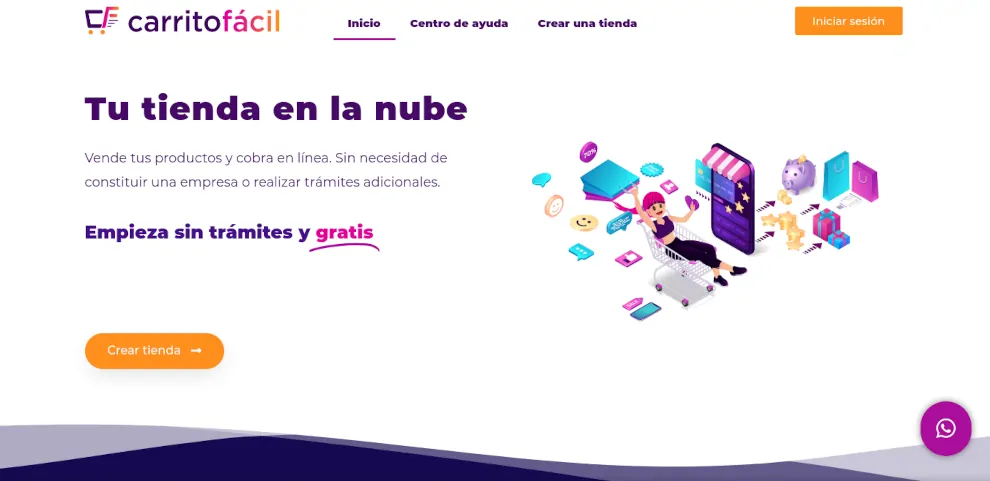 carritofácil
Inicio
Centro de ayuda
Crear una tienda
Iniciar sesión
Tu tienda en la nube
Vende tus productos y cobra en línea. Sin necesidad de
constituir una empresa o realizar trámites adicionales.
Empieza sin trámites y gratis
70%
Crear tienda